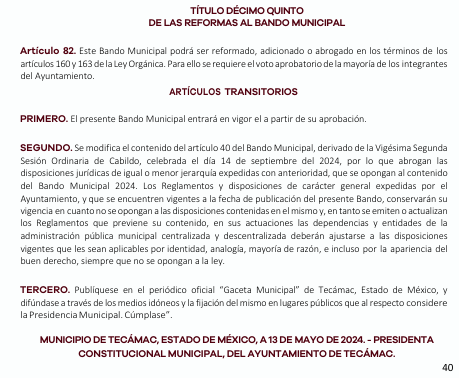 TÍTULO DÉCIMO QUINTO
DE LAS REFORMAS AL BANDO MUNICIPAL
Artículo 82. Este Bando Municipal podrá ser reformado, adicionado o abrogado en los términos de los
artículos 160 y 163 de la Ley Orgánica. Para ello se requiere el voto aprobatorio de la mayoría de los integrantes
del Ayuntamiento.
ARTÍCULOS TRANSITORIOS
PRIMERO. El presente Bando Municipal entrará en vigor el a partir de su aprobación.
SEGUNDO. Se modifica el contenido del artículo 40 del Bando Municipal, derivado de la Vigésima Segunda
Sesión Ordinaria de Cabildo, celebrada el día 14 de septiembre del 2024, por lo que abrogan las
disposiciones jurídicas de igual o menor jerarquía expedidas con anterioridad, que se opongan al contenido
del Bando Municipal 2024. Los Reglamentos y disposiciones de carácter general expedidas por el
Ayuntamiento, y que se encuentren vigentes a la fecha de publicación del presente Bando, conservarán su
vigencia en cuanto no se opongan a las disposiciones contenidas en el mismo y, en tanto se emiten o actualizan
los Reglamentos que previene su contenido, en sus actuaciones las dependencias y entidades de la
administración pública municipal centralizada y descentralizada deberán ajustarse a las disposiciones
vigentes que les sean aplicables por identidad, analogía, mayoría de razón, e incluso por la apariencia del
buen derecho, siempre que no se opongan a la ley.
TERCERO. Publíquese en el periódico oficial “Gaceta Municipal” de Tecámac, Estado de México, y
difúndase a través de los medios idóneos y la fijación del mismo en lugares públicos que al respecto considere
la Presidencia Municipal. Cúmplase”.
MUNICIPIO DE TECÁMAC, ESTADO DE MÉXICO, A 13 DE MAYO DE 2024. - PRESIDENTA
CONSTITUCIONAL MUNICIPAL, DEL AYUNTAMIENTO DE TECÁMAC.
40